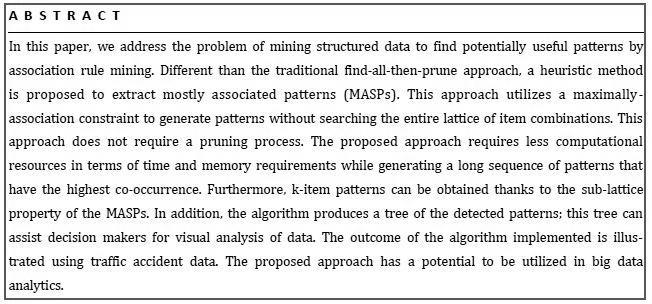 A B S T R A C T
In this paper, we address the problem of mining structured data to find potentially useful patterns by
association rule mining. Different than the traditional find-all-then-prune approach, a heuristic method
is proposed to extract mostly associated patterns (MASPs). This approach utilizes a maximally-
association constraint to generate patterns without searching the entire lattice of item combinations. This
approach does not require a pruning process. The proposed approach requires less computational
resources in terms of time and memory requirements while generating a long sequence of patterns that
have the highest co-occurrence. Furthermore, k-item patterns can be obtained thanks to the sub-lattice
property of the MASPs. In addition, the algorithm produces a tree of the detected patterns; this tree can
assist decision makers for visual analysis of data. The outcome of the algorithm implemented is illus-
trated using traffic accident data. The proposed approach has a potential to be utilized in big data
analytics.